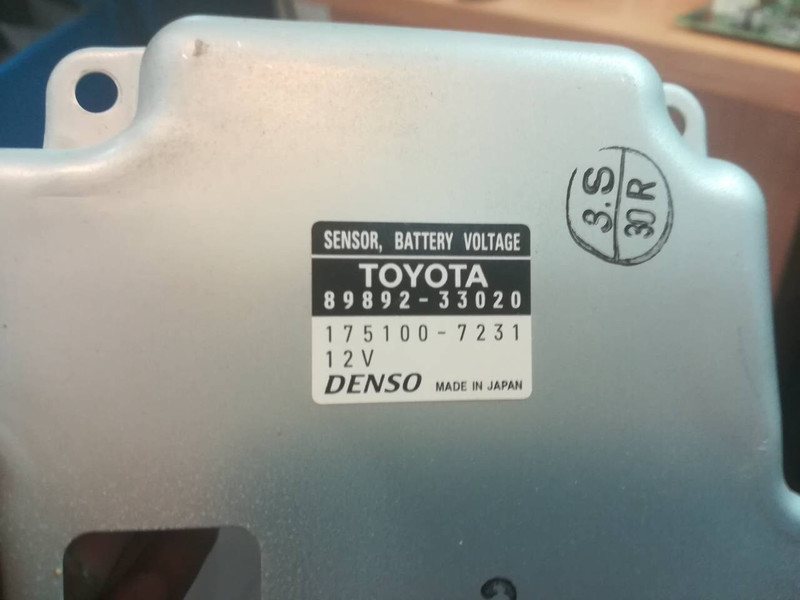 SENSOR, BATTERY VOLTAGE
TOYOTA
89892-33020
175100-7231
12V
DENSO MADE IN JAPAN
3.S
30R